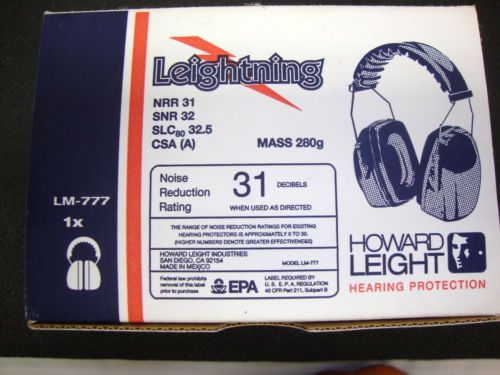 Leightning
NRR 31
SNR 32
SLC80 32.5
CSA (A)
MASS 280g
LM-777
1x
Noise
Reduction
Rating
31 DECIBELS
WHEN USED AS DIRECTED
THE RANGE OF NOISE REDUCTION RATINGS FOR EXISTING
HEARING PROTECTORS IS APPROXIMATELY 0 TO 30.
(HIGHER NUMBERS DENOTE GREATER EFFECTIVENESS)
HOWARD LEIGHT INDUSTRIES
SAN DIEGO, CA 92154
MADE IN MEXICO
MODEL LM-777
Federal law prohibits
removal of this label
prior to purchase
EPA
LABEL REQUIRED BY
U. S. E. P. A. REGULATION
40 CFR Part 211, Subpart B
HOWARD
LEIGHT
HEARING PROTECTION